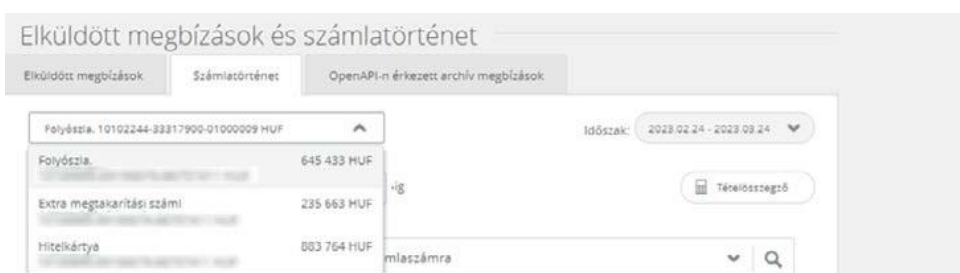 Elküldött megbízások és számlatörténet
Elküldött megbízások Számlatörténet OpenAPI-n érkezett archív megbízások
Folyószla. 10102244-33317900-01000009 HUF Időszak: 2023.02.24 - 2023.03.24
Folyószla. 645 433 HUF
-ig Tételösszegző
Extra megtakarítási száml 235 663 HUF
Hitelkártya 883 764 HUF
mlaszámra